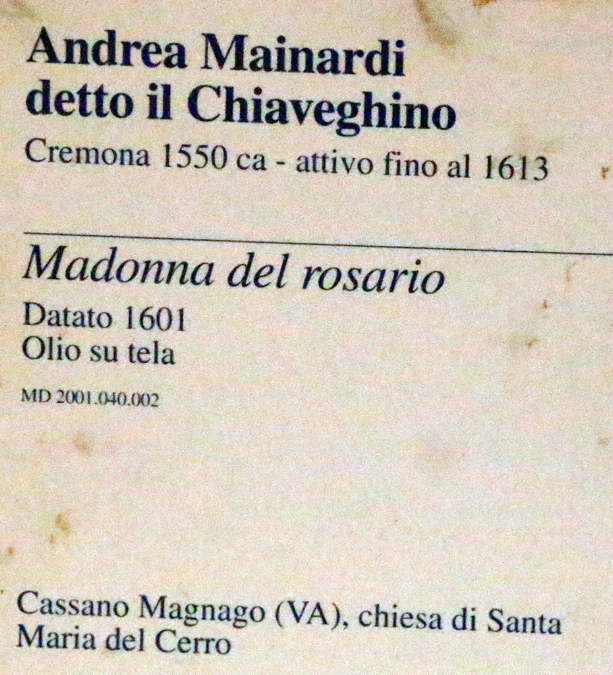 Andrea Mainardi
detto il Chiaveghino
Cremona 1550 ca - attivo fino al 1613
Madonna del rosario
Datato 1601
Olio su tela
MD 2001.040.002
Cassano Magnago (VA), chiesa di Santa
Maria del Cerro